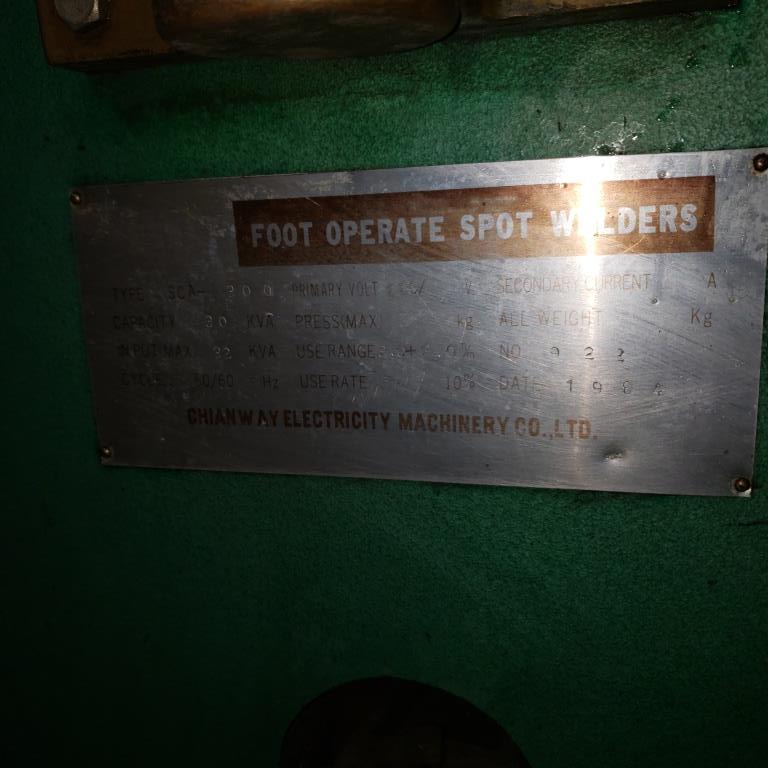 FOOT OPERATE SPOT WELDERS
TYPE SCA- PRIMARY VOLT V SECONDARY CURRENT A
CAPACITY 30 KVA PRESS(MAX) kg ALL WEIGHT Kg
INPUT(MAX) KVA USE RANGE % NO 922
CYCLE 50/60 Hz USE RATE 10% DATE
CHIANWAY ELECTRICITY MACHINERY CO.,LTD.